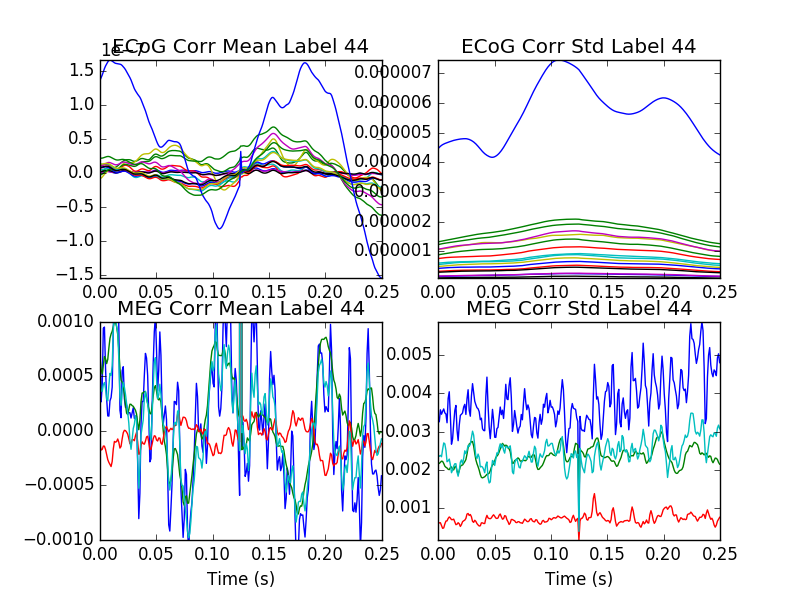 1e−7
ECoG Corr Mean Label 44
1.5
1.0
0.5
0.0
−0.5
−1.0
−1.5
0.00 0.05 0.10 0.15 0.20 0.25
ECoG Corr Std Label 44
0.000007
0.000006
0.000005
0.000004
0.000003
0.000002
0.000001
0.00 0.05 0.10 0.15 0.20 0.25
MEG Corr Mean Label 44
0.0010
0.0005
0.0000
−0.0005
−0.0010
0.00 0.05 0.10 0.15 0.20 0.25
Time (s)
MEG Corr Std Label 44
0.005
0.004
0.003
0.002
0.001
0.00 0.05 0.10 0.15 0.20 0.25
Time (s)